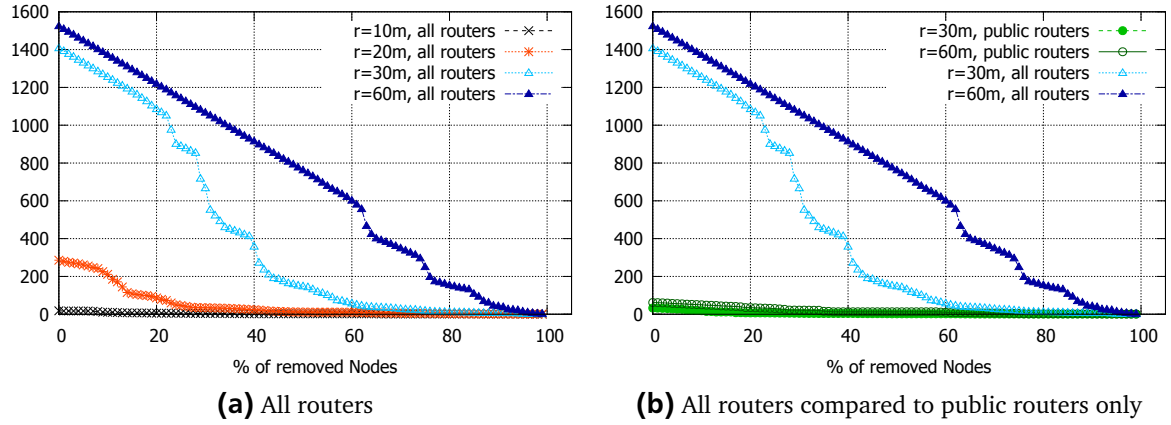 1600
1400
1200
1000
800
600
400
200
0
r=10m, all routers
r=20m, all routers
r=30m, all routers
r=60m, all routers
0 20 40 60 80 100
% of removed Nodes
(a) All routers
1600
1400
1200
1000
800
600
400
200
0
r=30m, public routers
r=60m, public routers
r=30m, all routers
r=60m, all routers
0 20 40 60 80 100
% of removed Nodes
(b) All routers compared to public routers only